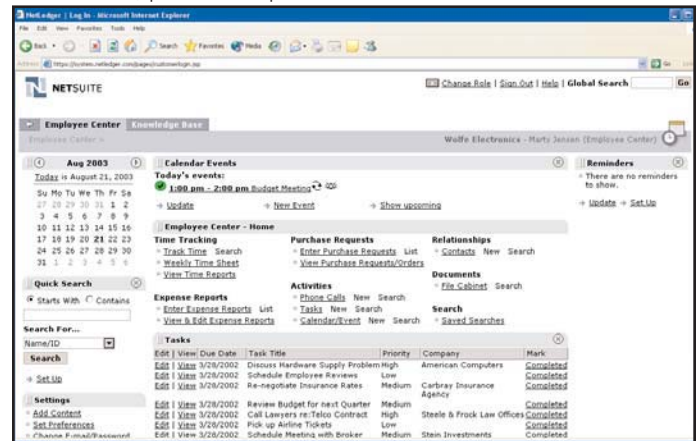 NetLedger | Log In - Microsoft Internet Explorer
File Edit View Favorites Tools Help
Back Search Favorites Media
Address https://system.netledger.com/pages/customerlogin.jsp Go
N NETSUITE
Change Role | Sign Out | Help | Global Search Go
Employee Center Knowledge Base
Employee Center »
Wolfe Electronics - Marty Jensen (Employee Center)
Aug 2003
Today is August 21, 2003
Su Mo Tu We Th Fr Sa
27 28 29 30 31 1 2
3 4 5 6 7 8 9
10 11 12 13 14 15 16
17 18 19 20 21 22 23
24 25 26 27 28 29 30
31 1 2 3 4 5 6
Quick Search
Starts With Contains
Search For...
Name/ID
Search
Set Up
Settings
Add Content
Set Preferences
Change E-mail/Password
Calendar Events
Today's events:
1:00 pm - 2:00 pm Budget Meeting
Update New Event Show upcoming
Employee Center - Home
Time Tracking
Track Time Search
Weekly Time Sheet
View Time Reports
Expense Reports
Enter Expense Reports List
View & Edit Expense Reports
Purchase Requests
Enter Purchase Requests List
View Purchase Requests/Orders
Activities
Phone Calls New Search
Tasks New Search
Calendar/Event New Search
Relationships
Contacts New Search
Documents
File Cabinet Search
Search
Saved Searches
Tasks
Edit | View Due Date Task Title Priority Company Mark
Edit | View 3/28/2002 Discuss Hardware Supply Problem High American Computers Completed
Edit | View 3/28/2002 Schedule Employee Reviews Low Completed
Edit | View 3/28/2002 Re-negotiate Insurance Rates Medium Carbray Insurance Agency Completed
Edit | View 3/28/2002 Review Budget for next Quarter Medium Completed
Edit | View 3/28/2002 Call Lawyers re:Telco Contract High Steele & Frock Law Offices Completed
Edit | View 3/28/2002 Pick up Airline Tickets Low Completed
Edit | View 3/28/2002 Schedule Meeting with Broker Medium Stein Investments Completed
Reminders
There are no reminders
to show.
Update Set Up